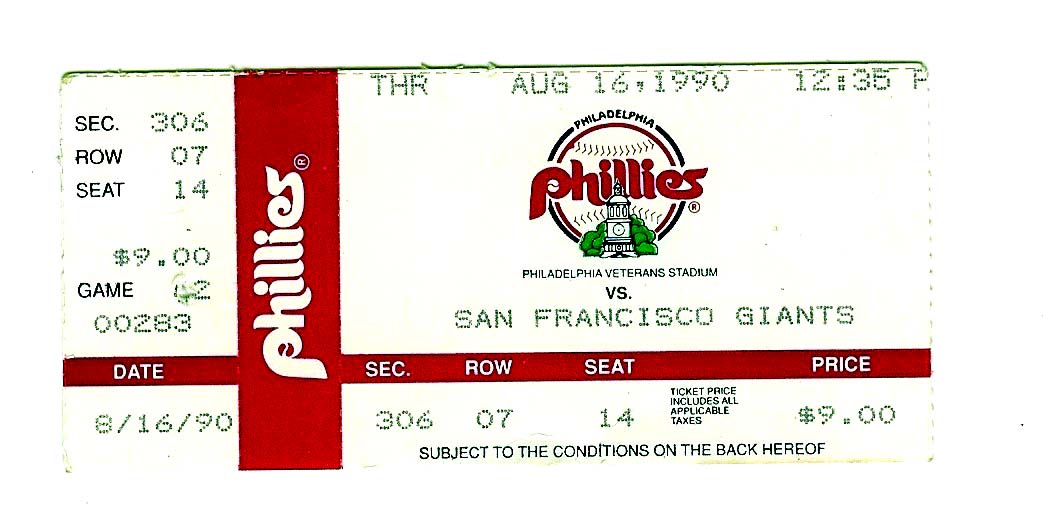 SEC. 306
ROW 07
SEAT 14
$9.00
GAME
00283
DATE
8/16/90
phillies®
THR AUG 16,1990 12:35 P
PHILADELPHIA
phillies®
PHILADELPHIA VETERANS STADIUM
VS.
SAN FRANCISCO GIANTS
SEC. ROW SEAT PRICE
306 07 14 TICKET PRICE $9.00
INCLUDES ALL
APPLICABLE
TAXES
SUBJECT TO THE CONDITIONS ON THE BACK HEREOF